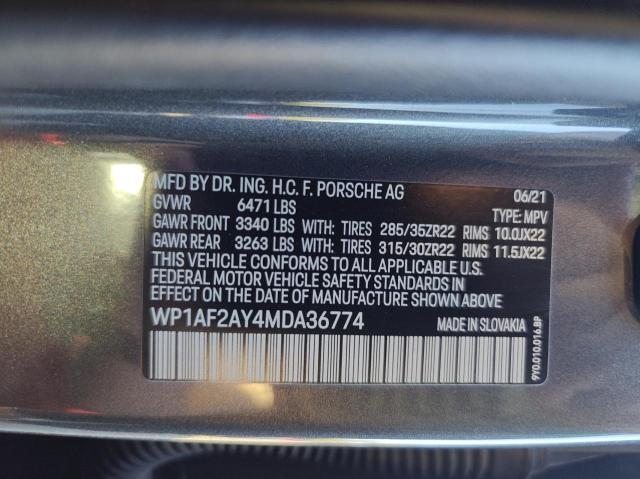 MFD BY DR. ING. H.C. F. PORSCHE AG 06/21
GVWR 6471 LBS TYPE: MPV
GAWR FRONT 3340 LBS WITH: TIRES 285/35ZR22 RIMS 10.0JX22
GAWR REAR 3263 LBS WITH: TIRES 315/30ZR22 RIMS 11.5JX22
THIS VEHICLE CONFORMS TO ALL APPLICABLE U.S.
FEDERAL MOTOR VEHICLE SAFETY STANDARDS IN
EFFECT ON THE DATE OF MANUFACTURE SHOWN ABOVE
WP1AF2AY4MDA36774 MADE IN SLOVAKIA
9Y0.010.016.BP